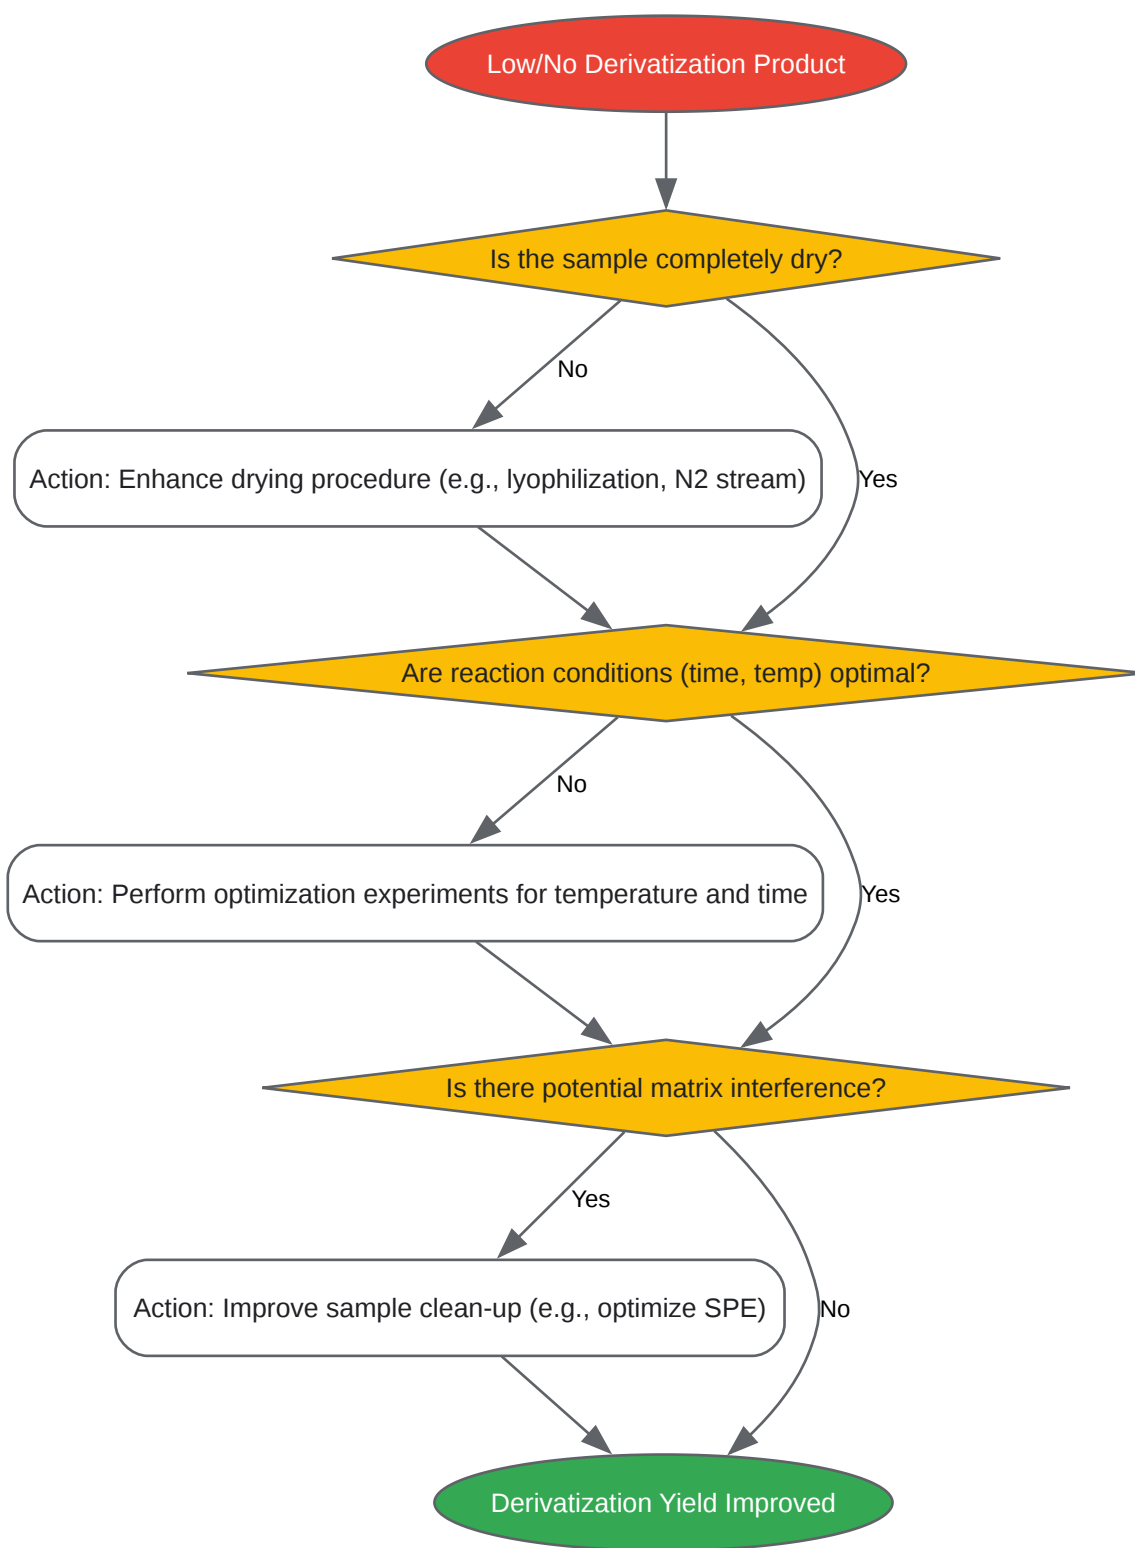 Low/No Derivatization Product
Is the sample completely dry?
No
Action: Enhance drying procedure (e.g., lyophilization, N2 stream)
Yes
Are reaction conditions (time, temp) optimal?
No
Action: Perform optimization experiments for temperature and time
Yes
Is there potential matrix interference?
Yes
Action: Improve sample clean-up (e.g., optimize SPE)
No
Derivatization Yield Improved